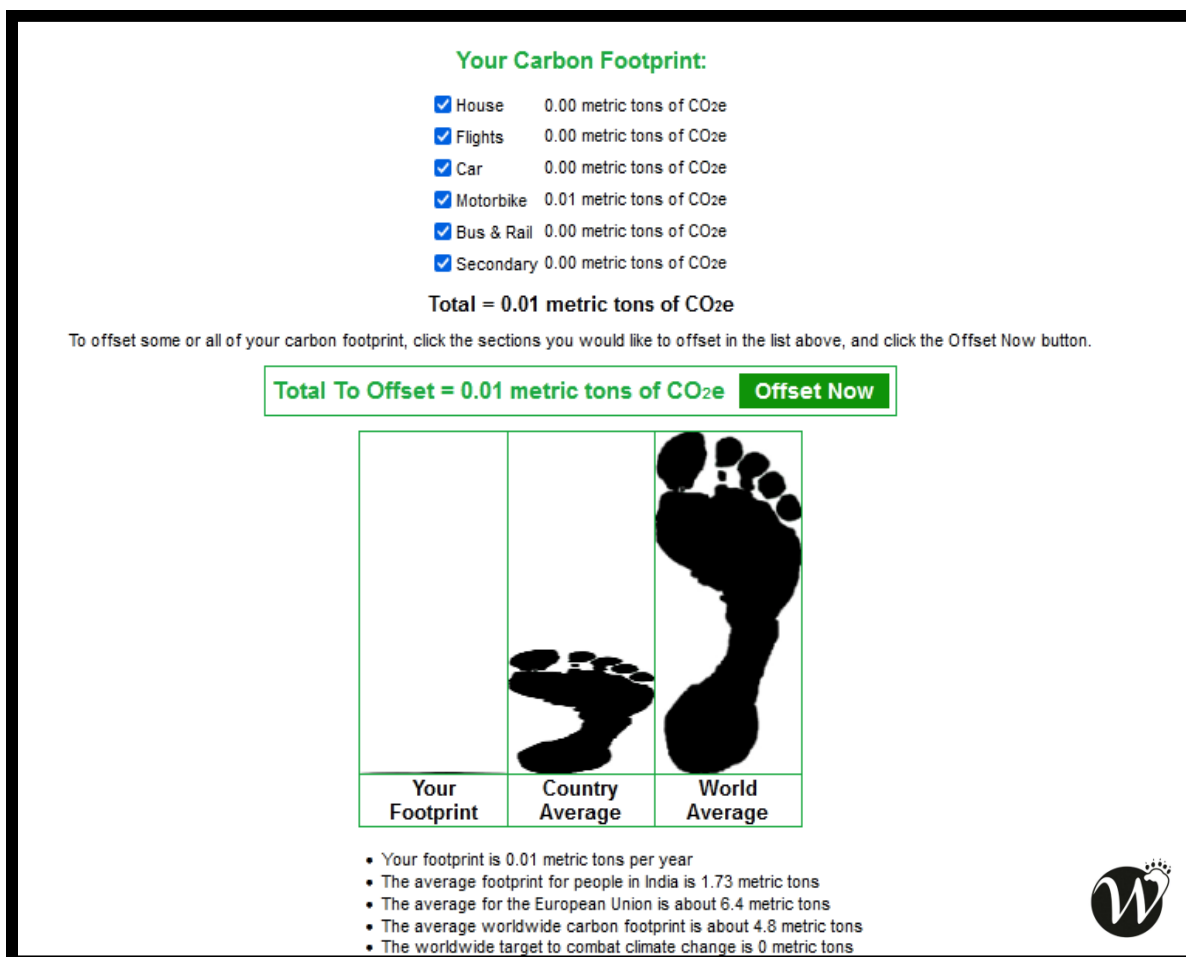 Your Carbon Footprint:
House 0.00 metric tons of CO2e
Flights 0.00 metric tons of CO2e
Car 0.00 metric tons of CO2e
Motorbike 0.01 metric tons of CO2e
Bus & Rail 0.00 metric tons of CO2e
Secondary 0.00 metric tons of CO2e
Total = 0.01 metric tons of CO2e
To offset some or all of your carbon footprint, click the sections you would like to offset in the list above, and click the Offset Now button.
Total To Offset = 0.01 metric tons of CO2e Offset Now
Your Country World
Footprint Average Average
• Your footprint is 0.01 metric tons per year
• The average footprint for people in India is 1.73 metric tons
• The average for the European Union is about 6.4 metric tons
• The average worldwide carbon footprint is about 4.8 metric tons
• The worldwide target to combat climate change is 0 metric tons
W